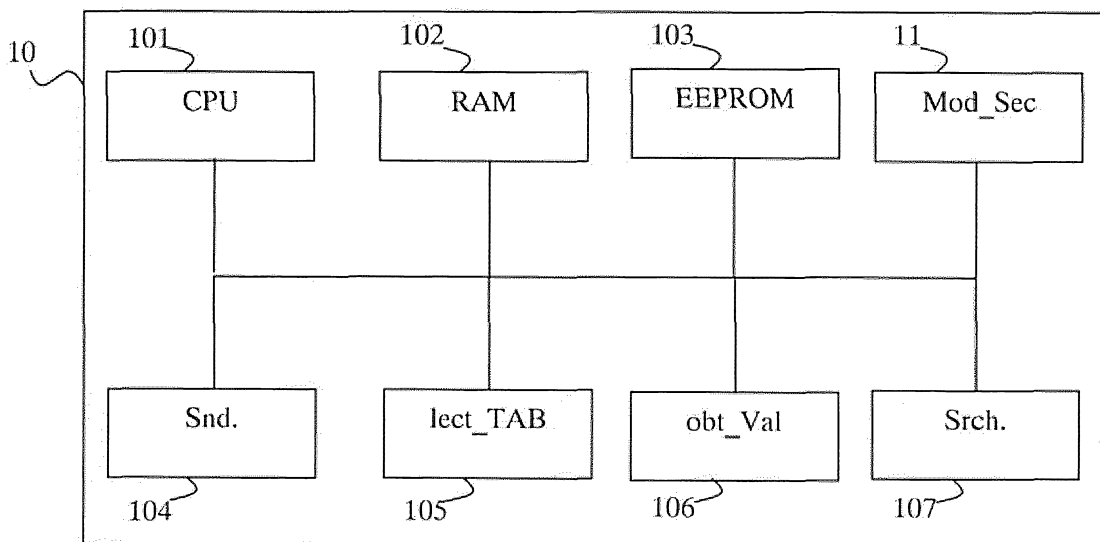 10
101
102
103
11
CPU
RAM
EEPROM
Mod_Sec
Snd.
lect_TAB
obt_Val
Srch.
104
105
106
107